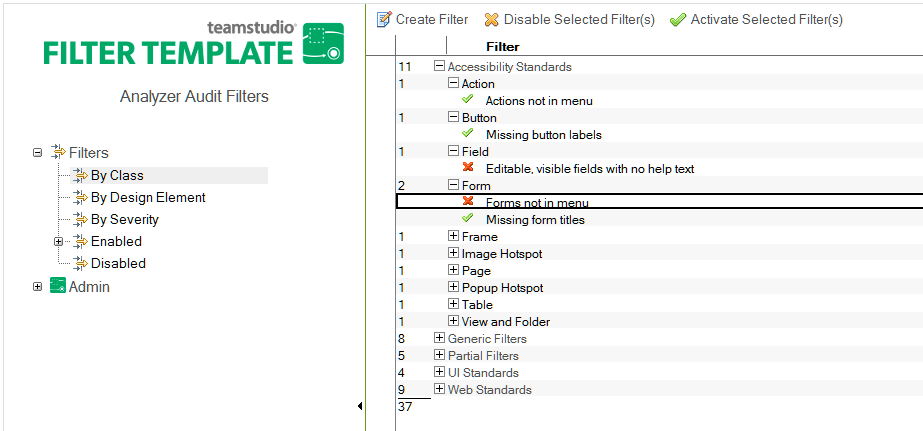 teamstudio®
FILTER TEMPLATE
Analyzer Audit Filters
Filters
By Class
By Design Element
By Severity
Enabled
Disabled
Admin
Create Filter Disable Selected Filter(s) Activate Selected Filter(s)
Filter
11 Accessibility Standards
1 Action
Actions not in menu
1 Button
Missing button labels
1 Field
Editable, visible fields with no help text
2 Form
Forms not in menu
Missing form titles
1 Frame
1 Image Hotspot
1 Page
1 Popup Hotspot
1 Table
1 View and Folder
8 Generic Filters
5 Partial Filters
4 UI Standards
9 Web Standards
37